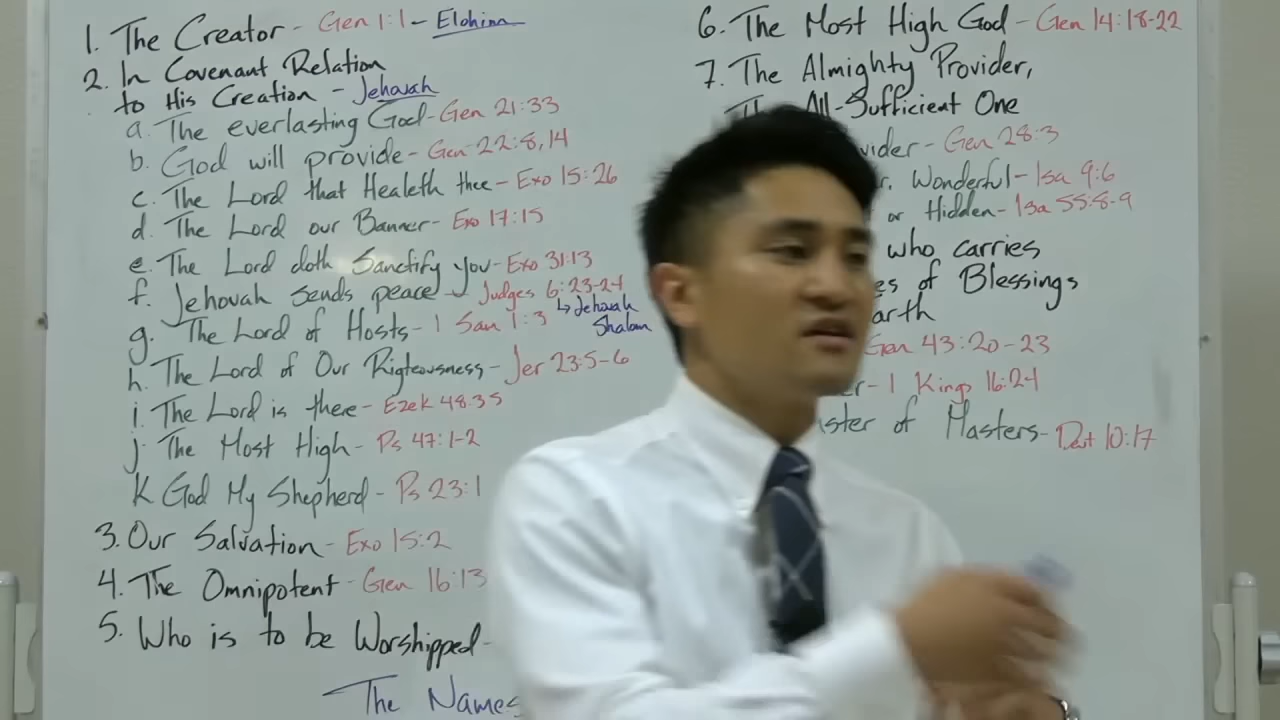 1. The Creator - Gen 1:1 - Elohim
2. In Covenant Relation
to His Creation - Jehovah
a. The everlasting God - Gen 21:33
b. God will provide - Gen 22:8,14
c. The Lord that Healeth thee - Exo 15:26
d. The Lord our Banner - Exo 17:15
e. The Lord doth Sanctify you - Exo 31:13
f. Jehovah sends peace - Judges 6:23-24
↳ Jehovah
Shalom
g. The Lord of Hosts - 1 Sam 1:3
h. The Lord of Our Righteousness - Jer 23:5-6
i. The Lord is there - Ezek 48:35
j. The Most High - Ps 47:1-2
K God My Shepherd - Ps 23:1
3. Our Salvation - Exo 15:2
4. The Omnipotent - Gen 16:13
5. Who is to be Worshipped -
The Names
6. The Most High God - Gen 14:18-22
7. The Almighty Provider,
The All-Sufficient One
vider - Gen 28:3
r. Wonderful - Isa 9:6
or Hidden - Isa 55:8-9
who carries
es of Blessings
arth
Gen 43:20-23
er - 1 Kings 16:24
ster of Masters - Deut 10:17